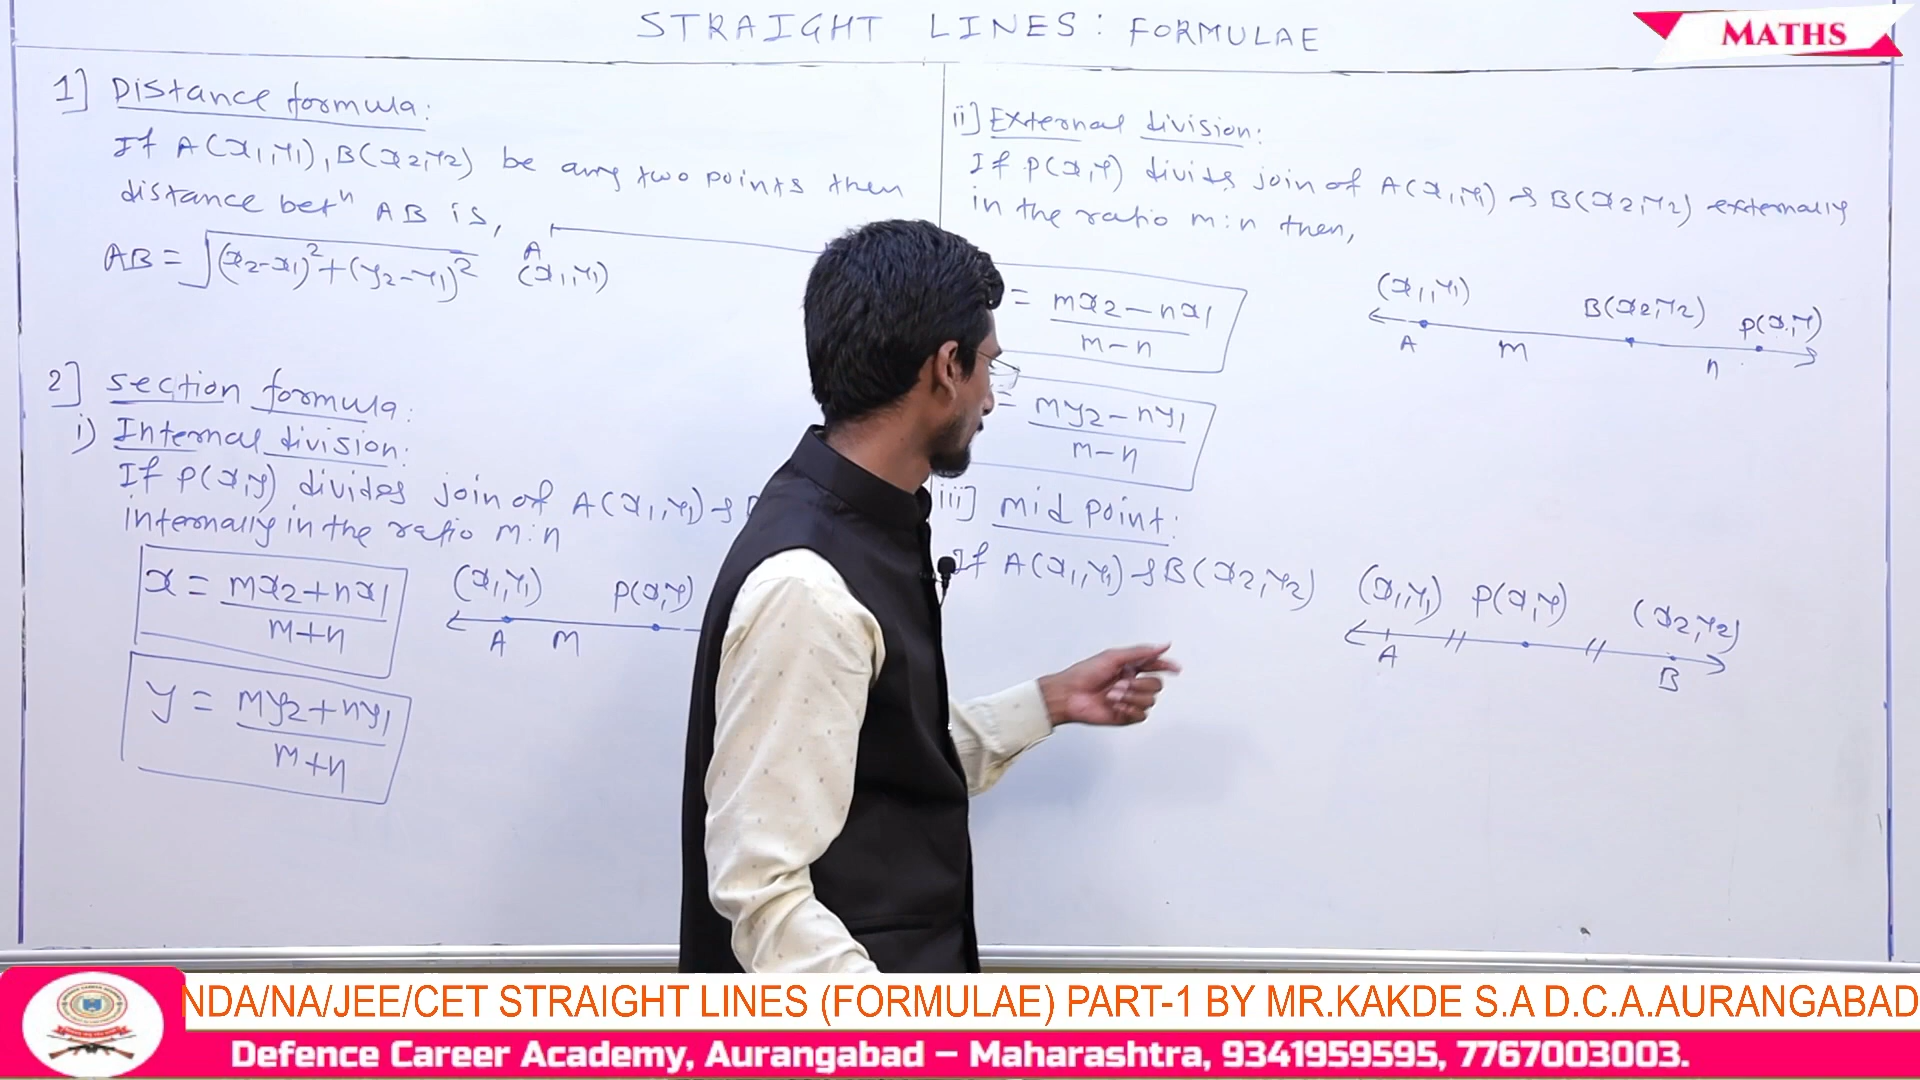 STRAIGHT LINES: FORMULAE
MATHS
1] Distance formula:
If A(x1,y1), B(x2,y2) be any two points then
distance betn AB is,
AB = √(x2-x1)²+(y2-y1)²
A
(x1,y1)
2] section formula:
i) Internal division:
If P(x,y) divides join of A(x1,y1) &
internally in the ratio m:n
x = mx2+nx1
m+n
(x1,y1) P(x,y)
A m
y = my2+ny1
m+n
ii] External division:
If P(x,y) divides join of A(x1,y1) & B(x2,y2) externally
in the ratio m:n then,
= mx2-nx1
m-n
(x1,y1) B(x2,y2) P(x,y)
A m n
= my2-ny1
m-n
iii] mid point:
If A(x1,y1) & B(x2,y2)
(x1,y1) P(x,y) (x2,y2)
A B
NDA/NA/JEE/CET STRAIGHT LINES (FORMULAE) PART-1 BY MR.KAKDE S.A D.C.A.AURANGABAD
Defence Career Academy, Aurangabad – Maharashtra, 9341959595, 7767003003.